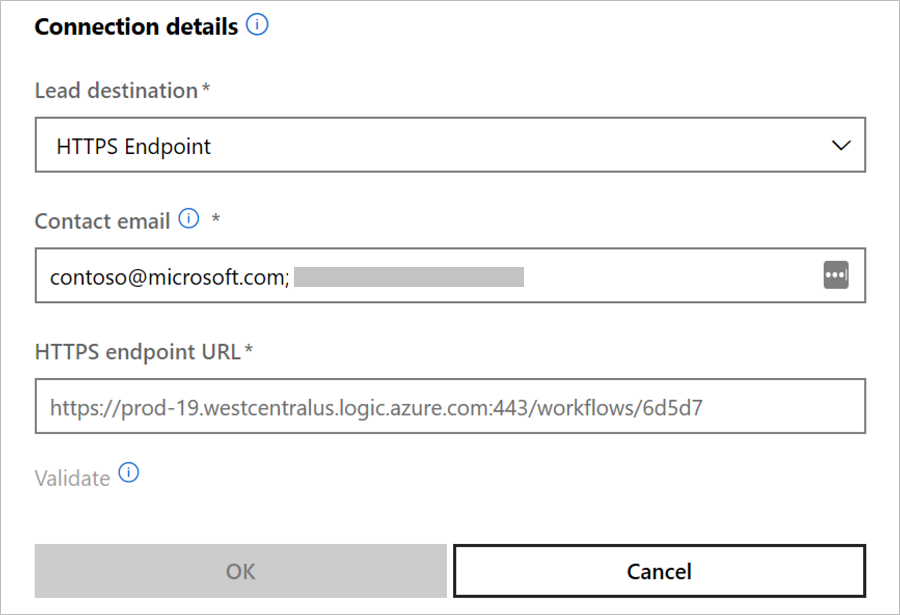 Connection details
Lead destination*
HTTPS Endpoint
Contact email *
contoso@microsoft.com;
HTTPS endpoint URL*
https://prod-19.westcentralus.logic.azure.com:443/workflows/6d5d7
Validate
OK
Cancel